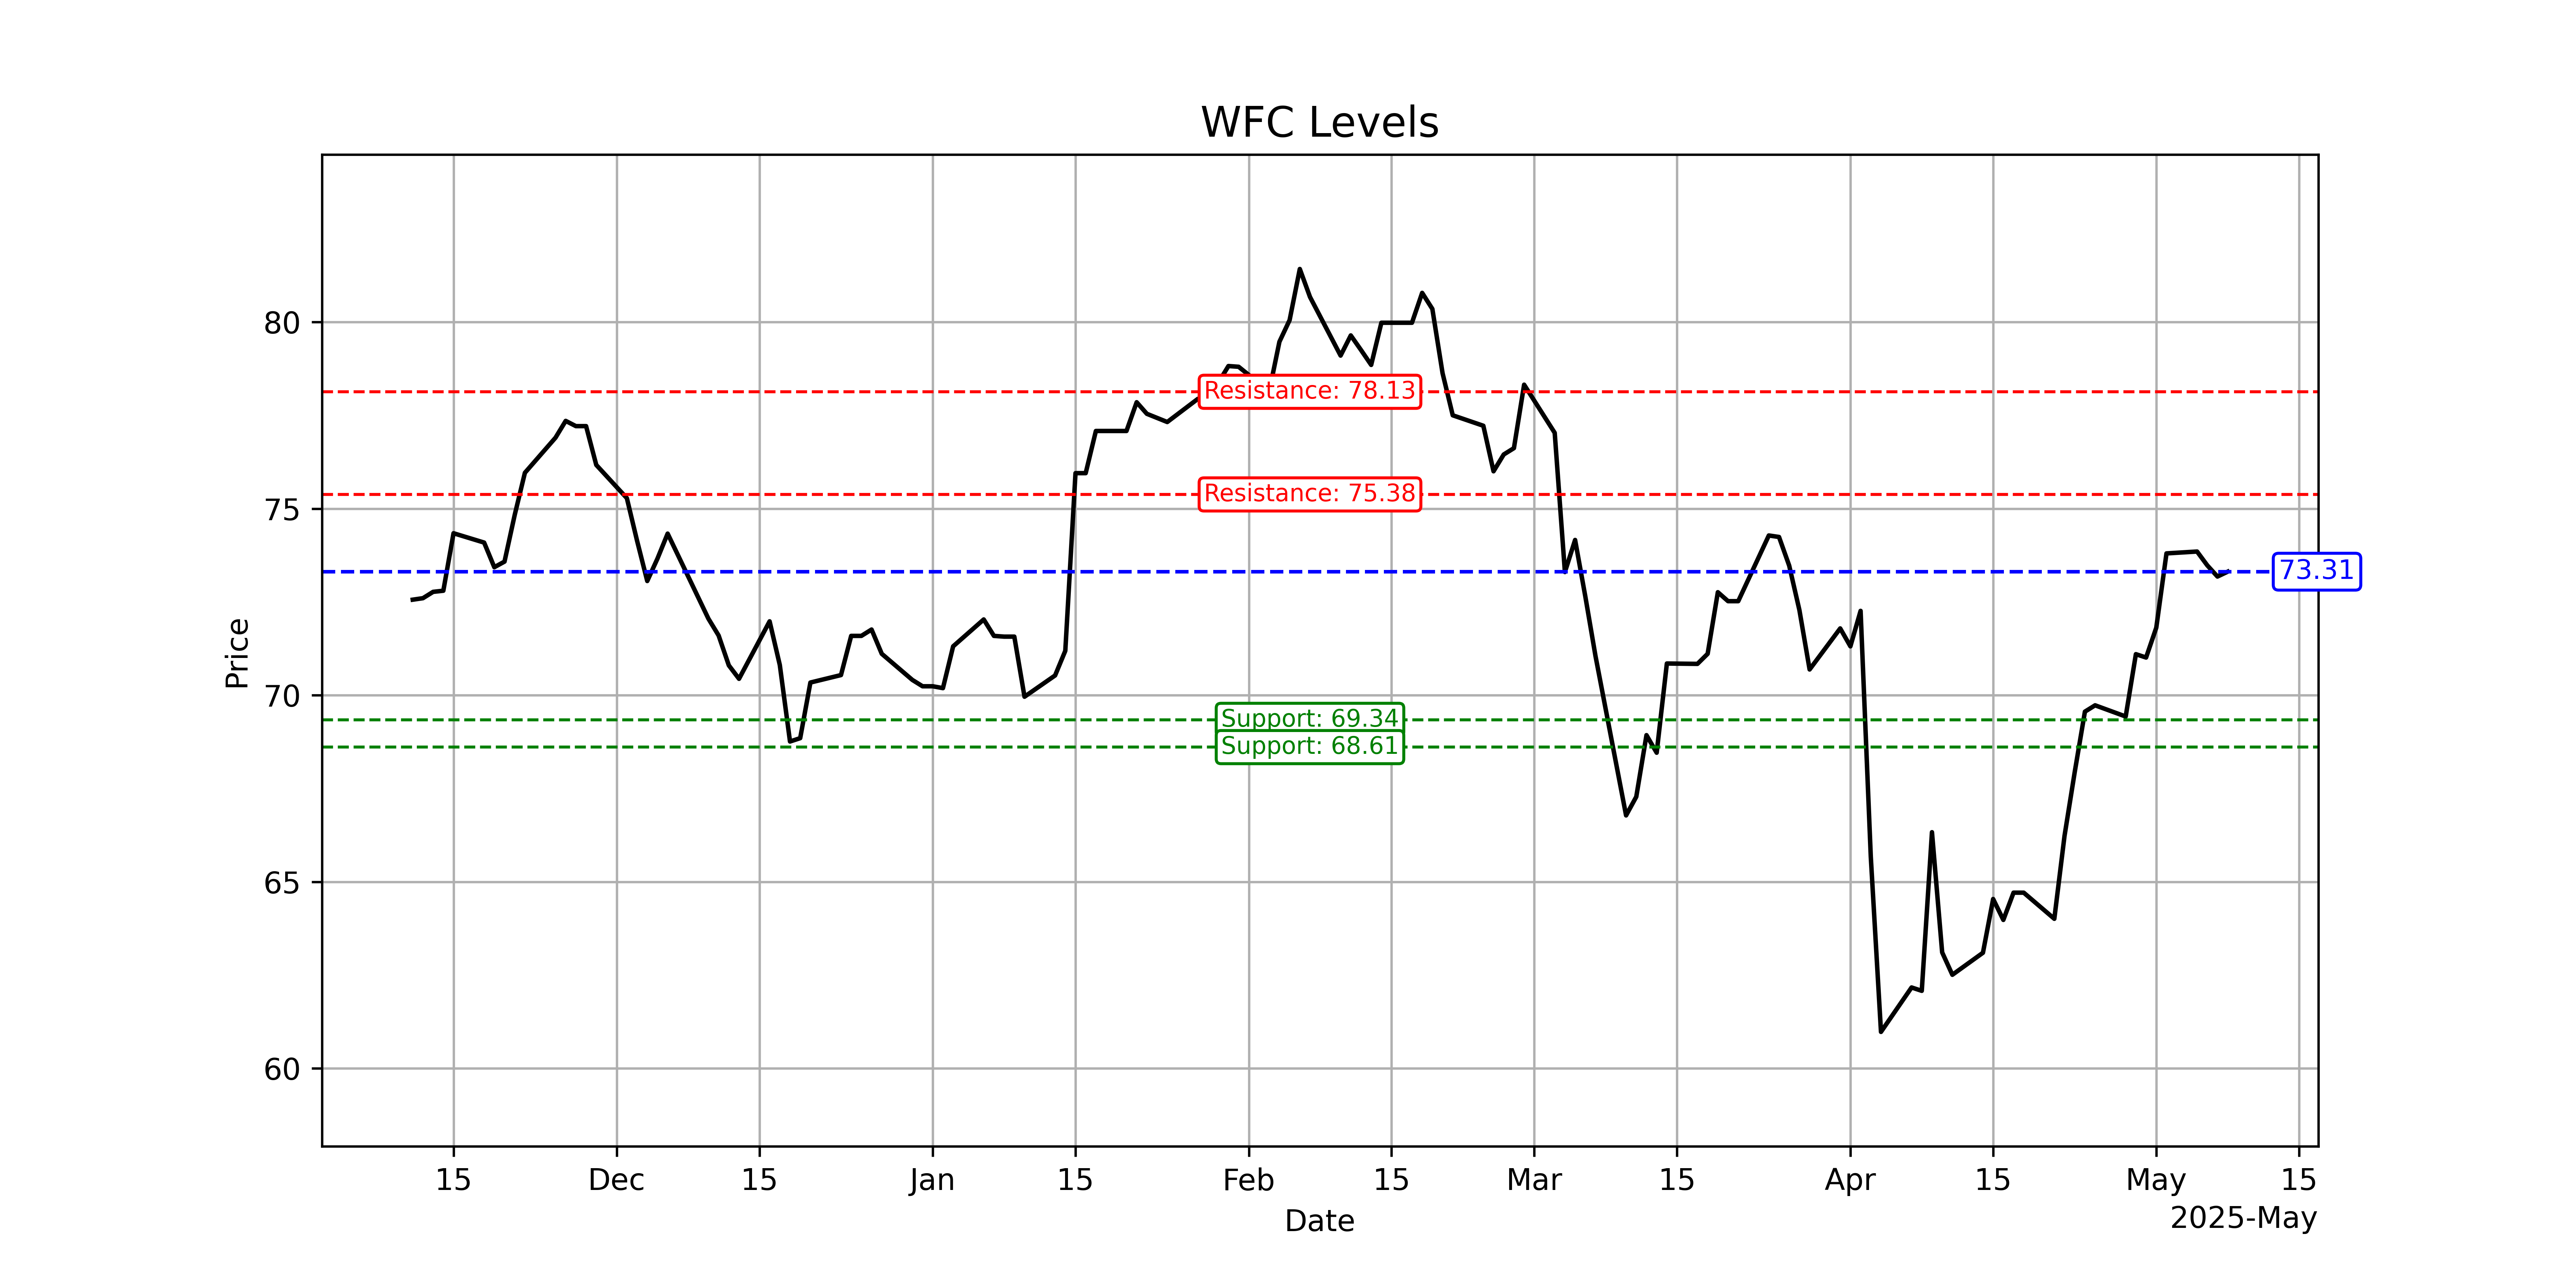 WFC Levels
80
Resistance: 78.13
Resistance: 75.38
75
73.31
Price
70
Support: 69.34
Support: 68.61
65
60
15 Dec 15 Jan 15 Feb 15 Mar 15 Apr 15 May 15
Date
2025-May